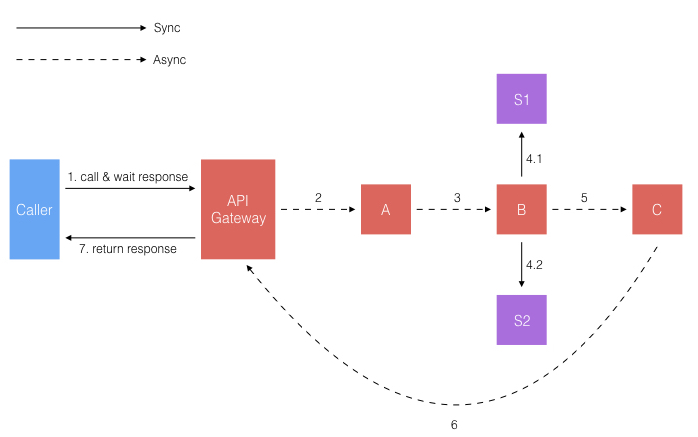 Sync
Async
S1
4.1
1. call & wait response
Caller
API
Gateway
2
A
3
B
5
C
7. return response
4.2
S2
6